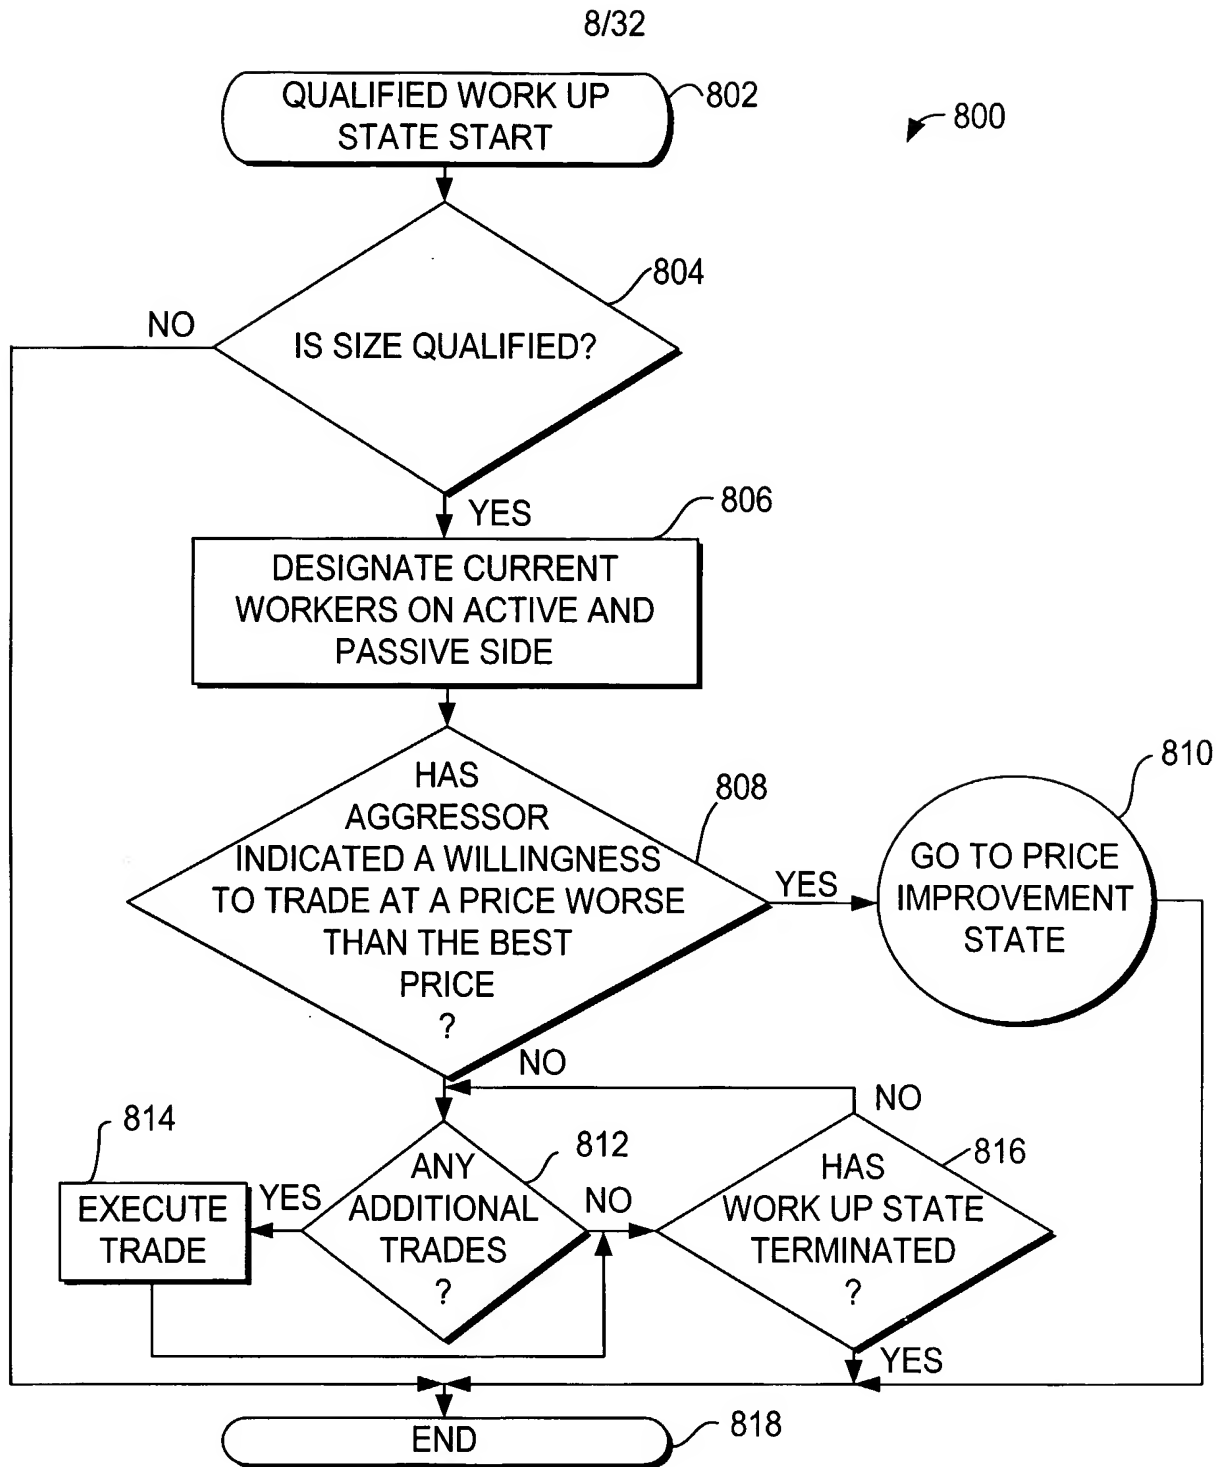 8/32
QUALIFIED WORK UP
STATE START
802
800
804
NO
IS SIZE QUALIFIED?
YES
806
DESIGNATE CURRENT
WORKERS ON ACTIVE AND
PASSIVE SIDE
HAS
AGGRESSOR
INDICATED A WILLINGNESS
TO TRADE AT A PRICE WORSE
THAN THE BEST
PRICE
?
808
YES
810
GO TO PRICE
IMPROVEMENT
STATE
NO
814
EXECUTE
TRADE
YES
ANY
ADDITIONAL
TRADES
?
812
NO
NO
816
HAS
WORK UP STATE
TERMINATED
?
YES
END
818